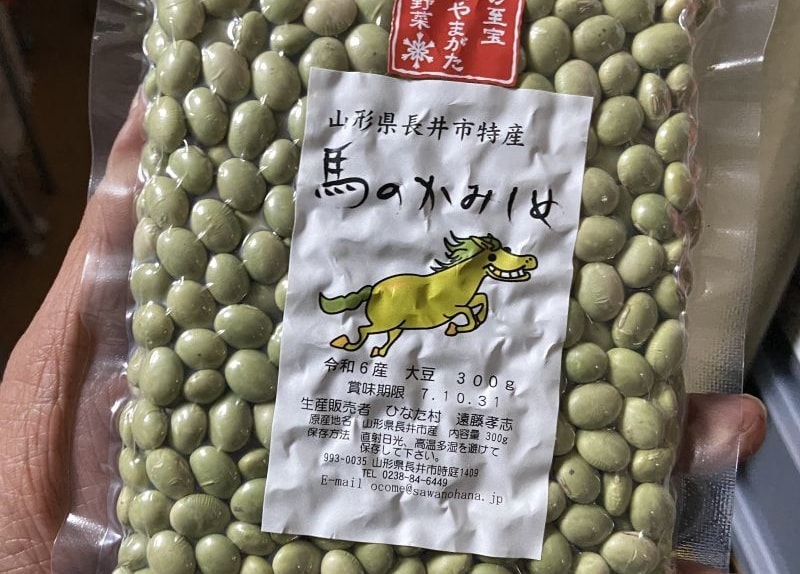 の至宝
やまがた
野菜
山形県長井市特産
馬のかみしめ
令和6産 大豆 300g
賞味期限 7.10.31
生産販売者 ひなた村 遠藤孝志
原産地名 山形県長井市産 内容量 300g
保存方法 直射日光、高温多湿を避けて
保存して下さい。
993-0035 山形県長井市時庭1409
TEL 0238-84-6449
E-mail ocome@sawanohana.jp